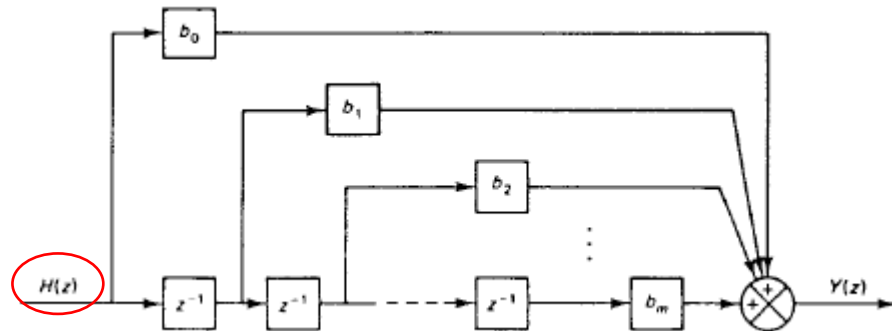 b₀
b₁
b₂
⋮
H(z) z⁻¹ z⁻¹ z⁻¹ bₘ + + Y(z)